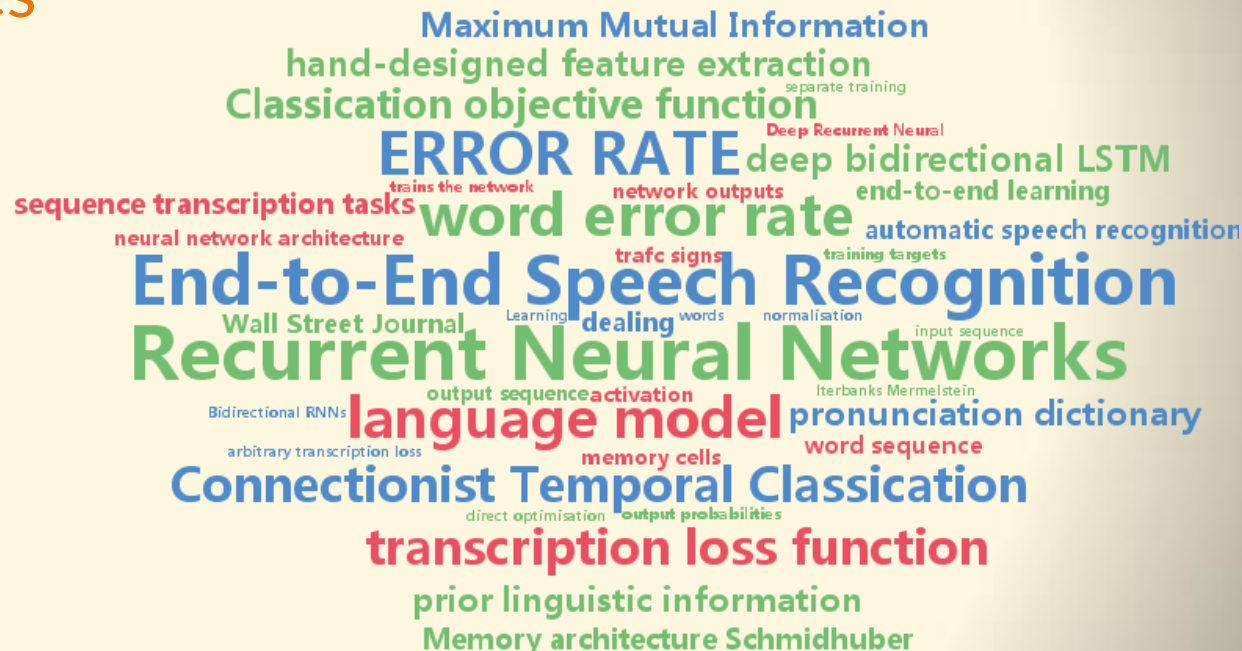 cs
Maximum Mutual Information
hand-designed feature extraction
separate training
Classication objective function
Deep Recurrent Neural
ERROR RATE
deep bidirectional LSTM
trains the network
network outputs
end-to-end learning
sequence transcription tasks
word error rate
automatic speech recognition
neural network architecture
trafc signs
training targets
End-to-End Speech Recognition
Wall Street Journal
Learning
dealing
words
normalisation
input sequence
Recurrent Neural Networks
output sequence
activation
lterbanks Mermelstein
Bidirectional RNNs
language model
pronunciation dictionary
word sequence
arbitrary transcription loss
memory cells
Connectionist Temporal Classication
direct optimisation
output probabilities
transcription loss function
prior linguistic information
Memory architecture Schmidhuber